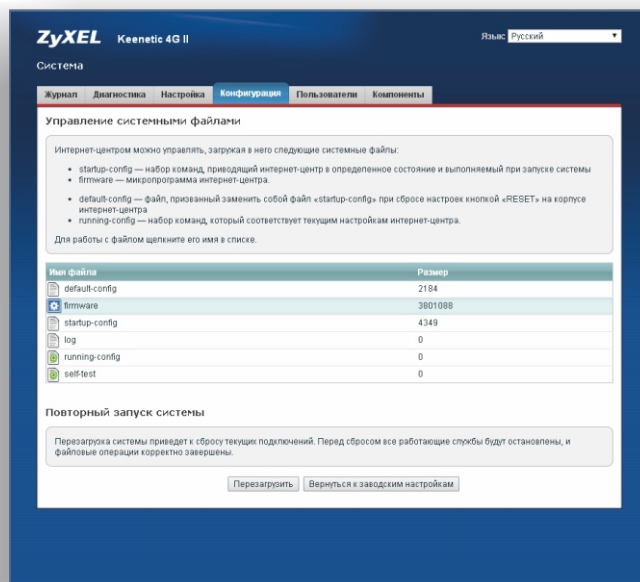 ZyXEL Keenetic 4G II
Язык: Русский
Система
Журнал Диагностика Настройка Конфигурация Пользователи Компоненты
Управление системными файлами
Интернет-центром можно управлять, загружая в него следующие системные файлы:
startup-config — набор команд, приводящий интернет-центр в определенное состояние и выполняемый при запуске системы
firmware — микропрограмма интернет-центра.
default-config — файл, призванный заменить собой файл «startup-config» при сбросе настроек кнопкой «RESET» на корпусе
интернет-центра
running-config — набор команд, который соответствует текущим настройкам интернет-центра.
Для работы с файлом щелкните его имя в списке.
Имя файла Размер
default-config 2184
firmware 3801088
startup-config 4349
log 0
running-config 0
self-test 0
Повторный запуск системы
Перезагрузка системы приведет к сбросу текущих подключений. Перед сбросом все работающие службы будут остановлены, и
файловые операции корректно завершены.
Перезагрузить Вернуться к заводским настройкам